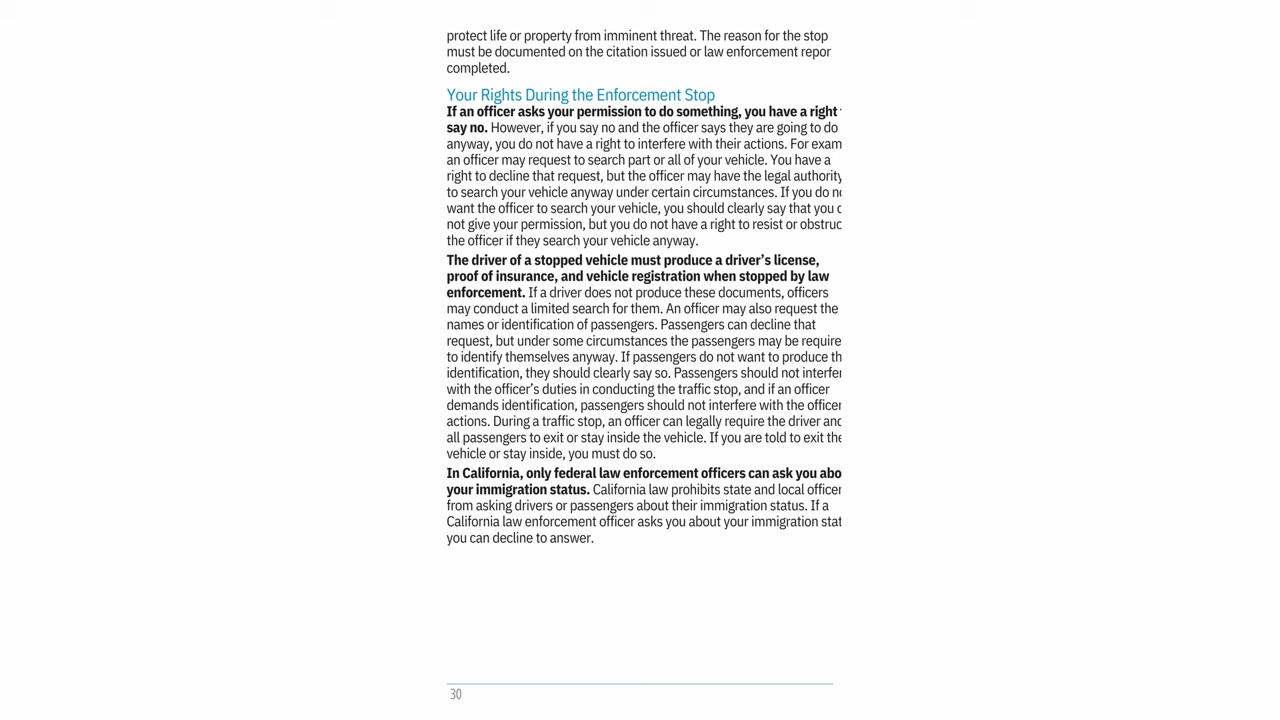 protect life or property from imminent threat. The reason for the stop
must be documented on the citation issued or law enforcement repor
completed.
Your Rights During the Enforcement Stop
If an officer asks your permission to do something, you have a right
say no. However, if you say no and the officer says they are going to do
anyway, you do not have a right to interfere with their actions. For exam
an officer may request to search part or all of your vehicle. You have a
right to decline that request, but the officer may have the legal authority
to search your vehicle anyway under certain circumstances. If you do no
want the officer to search your vehicle, you should clearly say that you
not give your permission, but you do not have a right to resist or obstruc
the officer if they search your vehicle anyway.
The driver of a stopped vehicle must produce a driver's license,
proof of insurance, and vehicle registration when stopped by law
enforcement. If a driver does not produce these documents, officers
may conduct a limited search for them. An officer may also request the
names or identification of passengers. Passengers can decline that
request, but under some circumstances the passengers may be require
to identify themselves anyway. If passengers do not want to produce th
identification, they should clearly say so. Passengers should not interfer
with the officer's duties in conducting the traffic stop, and if an officer
demands identification, passengers should not interfere with the officer
actions. During a traffic stop, an officer can legally require the driver and
all passengers to exit or stay inside the vehicle. If you are told to exit the
vehicle or stay inside, you must do so.
In California, only federal law enforcement officers can ask you abo
your immigration status. California law prohibits state and local officer
from asking drivers or passengers about their immigration status. If a
California law enforcement officer asks you about your immigration stat
you can decline to answer.
30